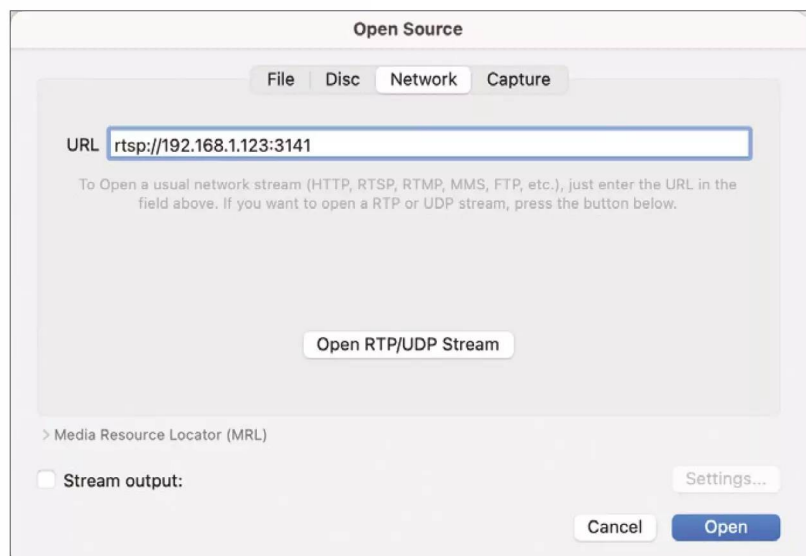 Open Source
File Disc Network Capture
URL rtsp://192.168.1.123:3141
To Open a usual network stream (HTTP, RTSP, RTMP, MMS, FTP, etc.), just enter the URL in the
field above. If you want to open a RTP or UDP stream, press the button below.
Open RTP/UDP Stream
> Media Resource Locator (MRL)
Stream output:
Settings...
Cancel Open